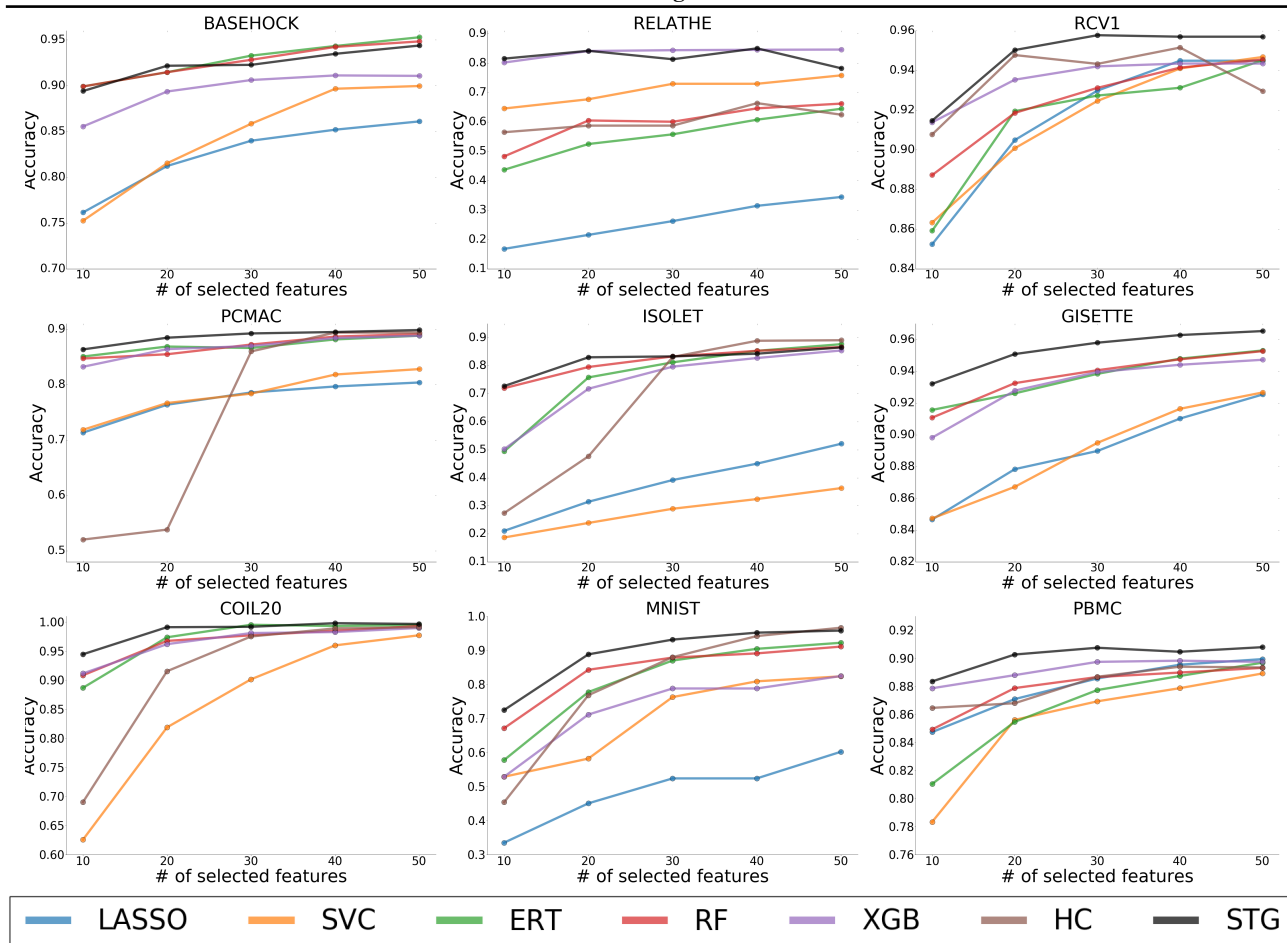 BASEHOCK
Accuracy
0.95
0.90
0.85
0.80
0.75
0.70
10 20 30 40 50
# of selected features
RELATHE
Accuracy
0.9
0.8
0.7
0.6
0.5
0.4
0.3
0.2
0.1
10 20 30 40 50
# of selected features
RCV1
Accuracy
0.96
0.94
0.92
0.90
0.88
0.86
0.84
10 20 30 40 50
# of selected features
PCMAC
Accuracy
0.9
0.8
0.7
0.6
0.5
10 20 30 40 50
# of selected features
ISOLET
Accuracy
0.9
0.8
0.7
0.6
0.5
0.4
0.3
0.2
0.1
10 20 30 40 50
# of selected features
GISETTE
Accuracy
0.96
0.94
0.92
0.90
0.88
0.86
0.84
0.82
10 20 30 40 50
# of selected features
COIL20
Accuracy
1.00
0.95
0.90
0.85
0.80
0.75
0.70
0.65
0.60
10 20 30 40 50
# of selected features
MNIST
Accuracy
1.0
0.9
0.8
0.7
0.6
0.5
0.4
0.3
10 20 30 40 50
# of selected features
PBMC
Accuracy
0.92
0.90
0.88
0.86
0.84
0.82
0.80
0.78
0.76
10 20 30 40 50
# of selected features
LASSO SVC ERT RF XGB HC STG